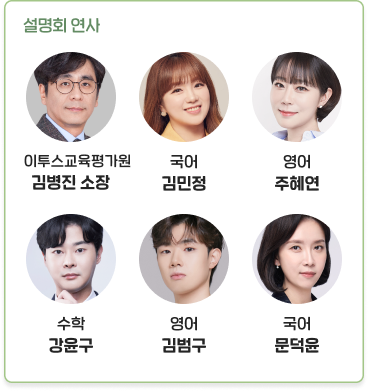 설명회 연사
이투스교육평가원 국어 영어
김병진 소장 김민정 주혜연
수학 영어 국어
강윤구 김범구 문덕윤